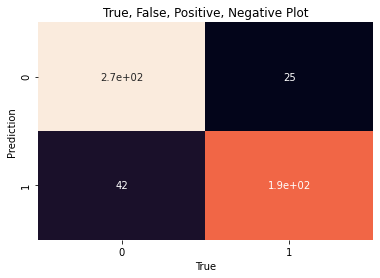 True, False, Positive, Negative Plot
Prediction
0
2.7e+02
25
1
42
1.9e+02
0
1
True